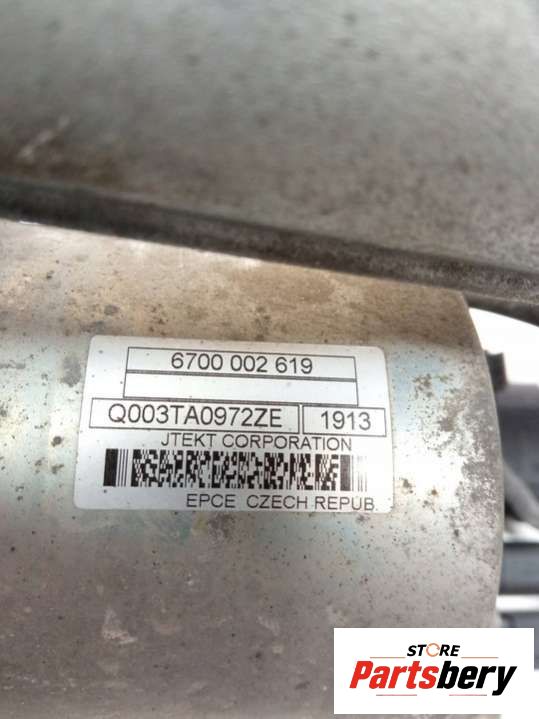 6700 002 619
Q003TA0972ZE 1913
JTEKT CORPORATION
EPCE CZECH REPUB.
STORE
Partsbery